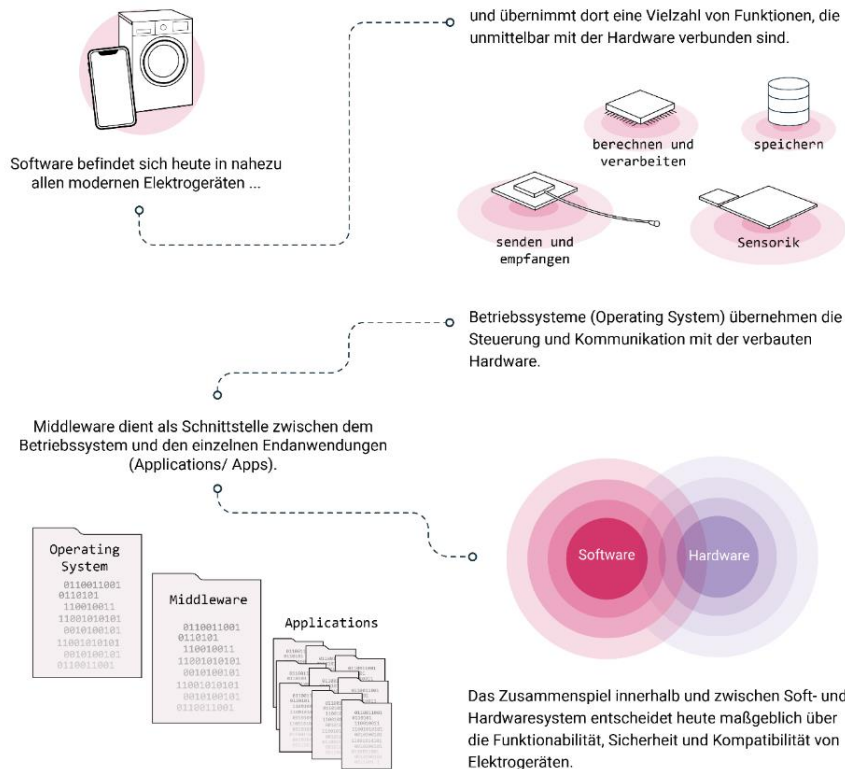 Software befindet sich heute in nahezu
allen modernen Elektrogeräten ...
und übernimmt dort eine Vielzahl von Funktionen, die
unmittelbar mit der Hardware verbunden sind.
berechnen und
verarbeiten
speichern
senden und
empfangen
Sensorik
Betriebssysteme (Operating System) übernehmen die
Steuerung und Kommunikation mit der verbauten
Hardware.
Middleware dient als Schnittstelle zwischen dem
Betriebssystem und den einzelnen Endanwendungen
(Applications/ Apps).
Operating
System
0110011001
0110101
110010011
11001010101
0010100101
11001010101
0010100101
0110011001
Middleware
0110011001
0110101
110010011
11001010101
0010100101
11001010101
0010100101
0110011001
Applications
Software
Hardware
Das Zusammenspiel innerhalb und zwischen Soft- und
Hardwaresystem entscheidet heute maßgeblich über
die Funktionabilität, Sicherheit und Kompatibilität von
Elektrogeräten.